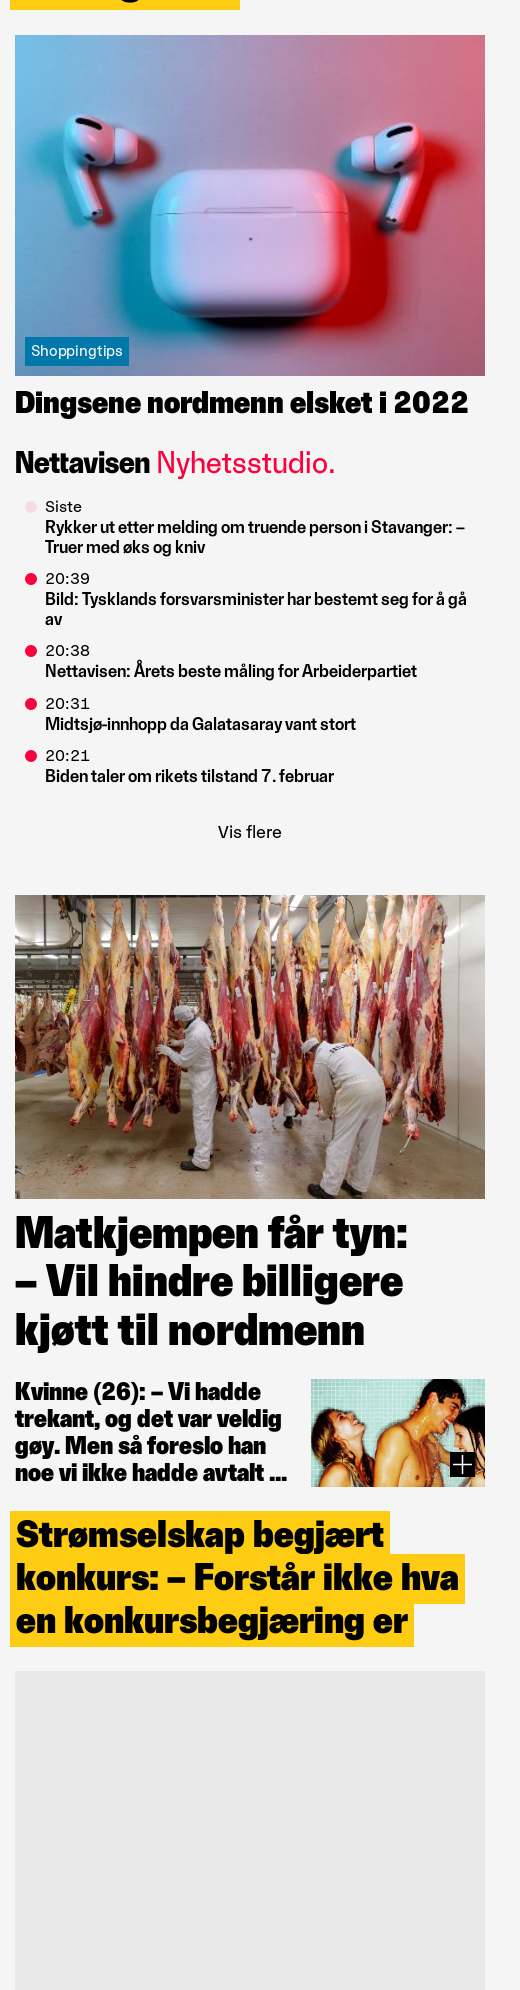 Shoppingtips
Dingsene nordmenn elsket i 2022
Nettavisen Nyhetsstudio.
Siste
Rykker ut etter melding om truende person i Stavanger: –
Truer med øks og kniv
20:39
Bild: Tysklands forsvarsminister har bestemt seg for å gå
av
20:38
Nettavisen: Årets beste måling for Arbeiderpartiet
20:31
Midtsjø-innhopp da Galatasaray vant stort
20:21
Biden taler om rikets tilstand 7. februar
Vis flere
Matkjempen får tyn:
– Vil hindre billigere
kjøtt til nordmenn
Kvinne (26): – Vi hadde
trekant, og det var veldig
gøy. Men så foreslo han
noe vi ikke hadde avtalt ...
Strømselskap begjært
konkurs: – Forstår ikke hva
en konkursbegjæring er